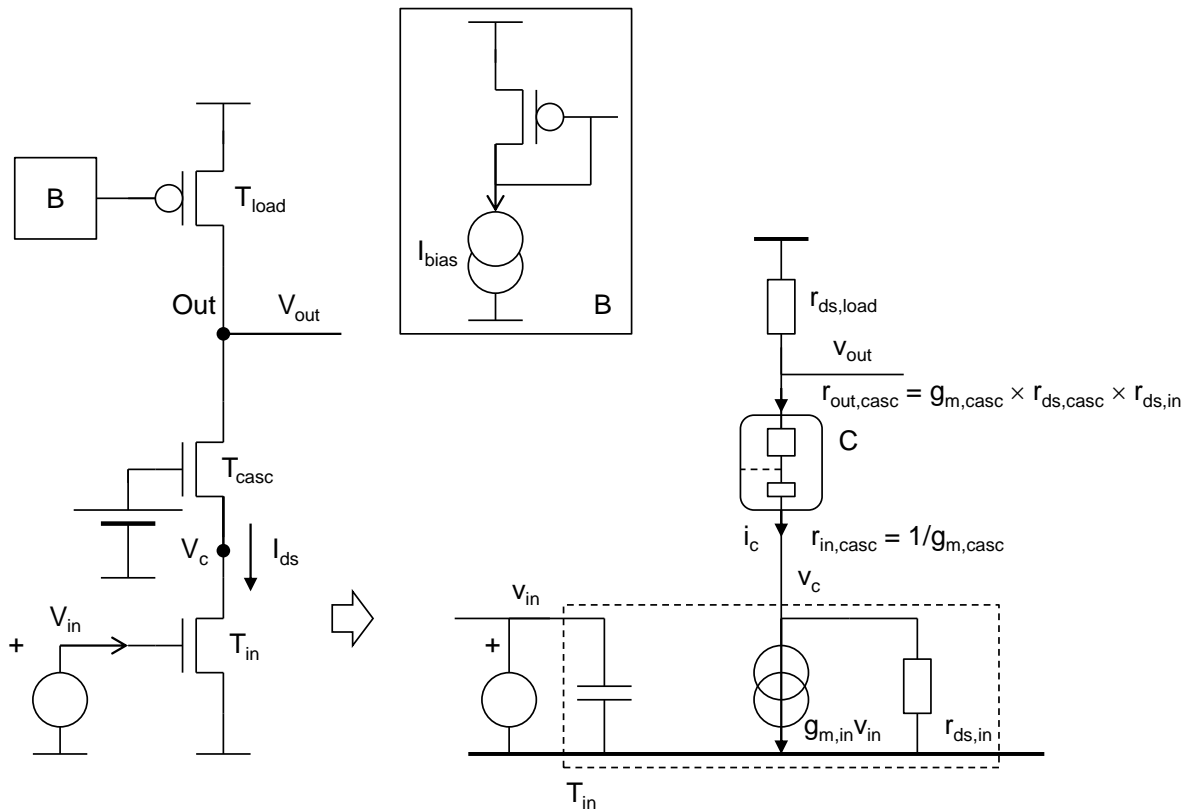 B
T_load
Out
V_out
T_casc
V_c
I_ds
V_in
+
T_in
I_bias
B
r_ds,load
v_out
r_out,casc = g_m,casc × r_ds,casc × r_ds,in
C
i_c
r_in,casc = 1/g_m,casc
v_c
v_in
+
g_m,in v_in
r_ds,in
T_in